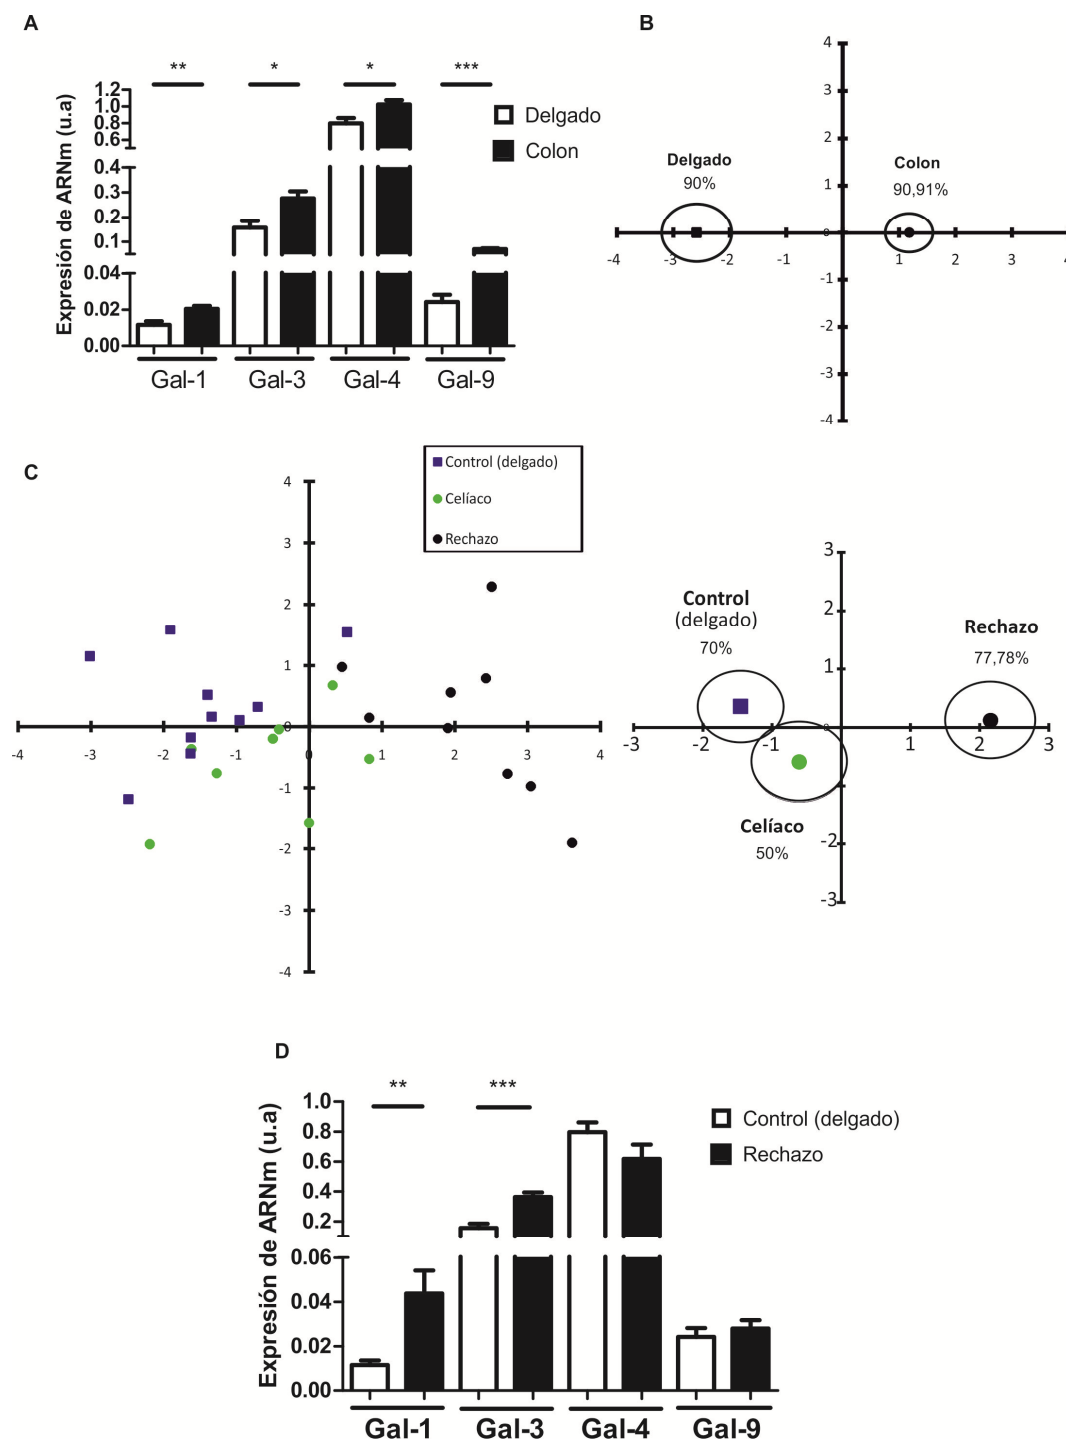 A
** * * ***
Expresión de ARNm (u.a)
1.2
1.0
0.8
0.6
0.4
0.3
0.2
0.1
0.04
0.02
0.00
Gal-1 Gal-3 Gal-4 Gal-9
Delgado
Colon
B
4
3
2
1
0
-1
-2
-3
-4
-4 -3 -2 -1 1 2 3 4
Delgado
90%
Colon
90,91%
C
Control (delgado)
Celíaco
Rechazo
4
3
2
1
0
-1
-2
-3
-4
-4 -3 -2 -1 0 1 2 3 4
3
2
1
0
-2
-3
-3 -2 -1 1 2 3
Control
(delgado)
70%
Rechazo
77,78%
Celíaco
50%
D
** ***
Expresión de ARNm (u.a)
1.0
0.8
0.6
0.4
0.2
0.06
0.04
0.02
0.00
Gal-1 Gal-3 Gal-4 Gal-9
Control (delgado)
Rechazo